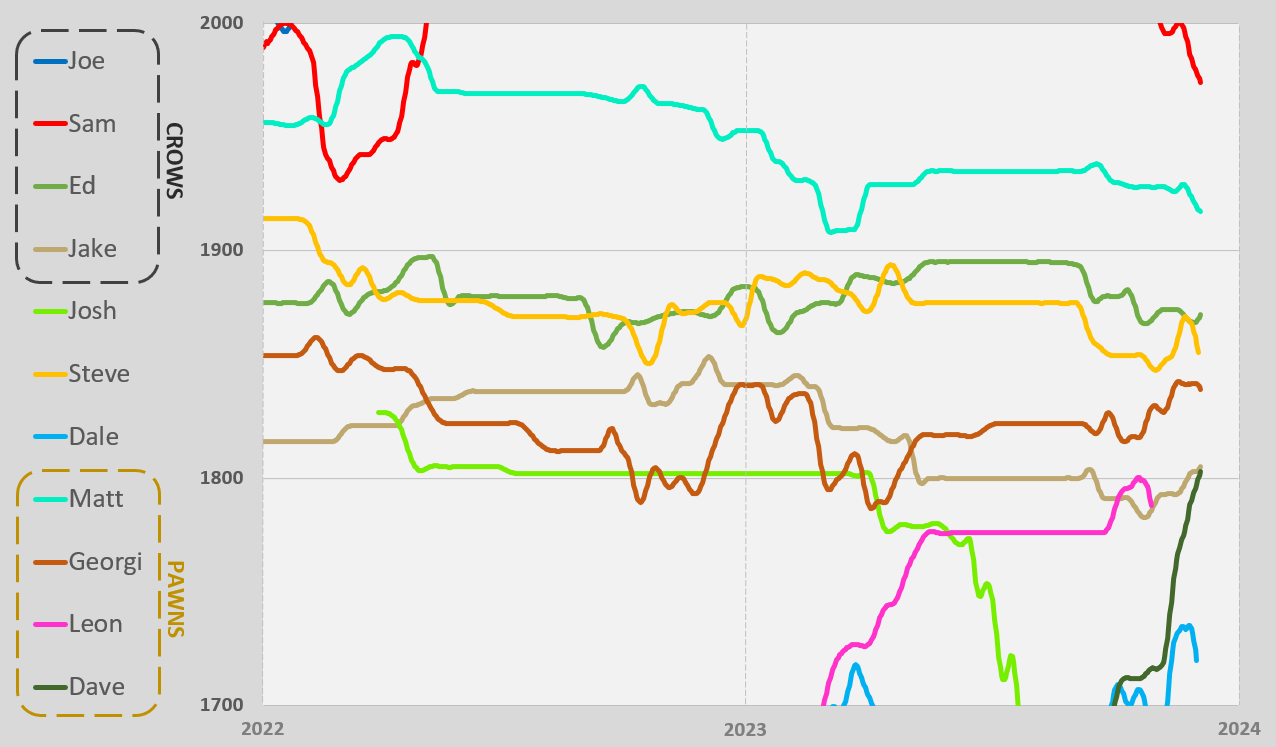 Joe
Sam
Ed
Jake
CROWS
Josh
Steve
Dale
Matt
Georgi
Leon
Dave
PAWNS
2000
1900
1800
1700
2022
2023
2024